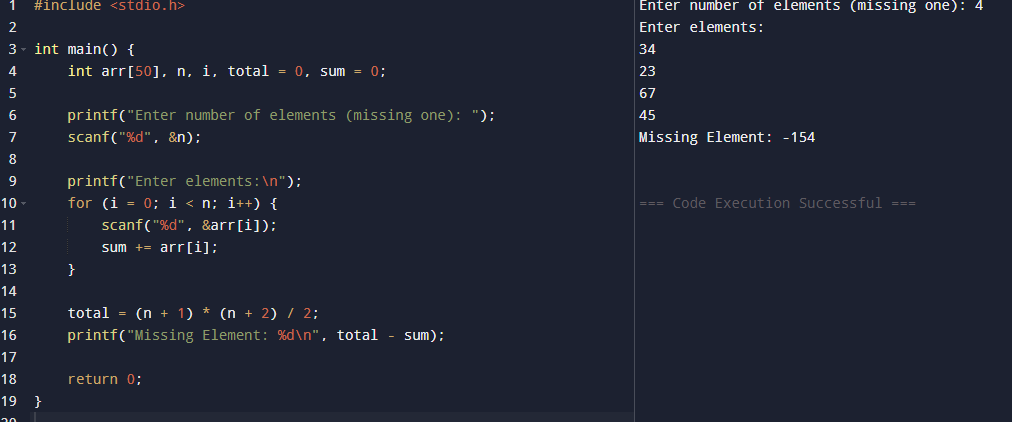 1 #include <stdio.h>
2
3 int main() {
4 int arr[50], n, i, total = 0, sum = 0;
5
6 printf("Enter number of elements (missing one): ");
7 scanf("%d", &n);
8
9 printf("Enter elements:\n");
10 for (i = 0; i < n; i++) {
11 scanf("%d", &arr[i]);
12 sum += arr[i];
13 }
14
15 total = (n + 1) * (n + 2) / 2;
16 printf("Missing Element: %d\n", total - sum);
17
18 return 0;
19 }
20
Enter number of elements (missing one): 4
Enter elements:
34
23
67
45
Missing Element: -154
=== Code Execution Successful ===